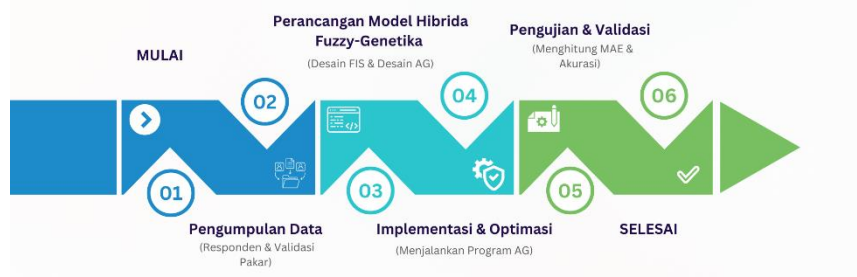 MULAI
01
Pengumpulan Data
(Responden & Validasi
Pakar)
02
Perancangan Model Hibrida
Fuzzy-Genetika
(Desain FIS & Desain AG)
03
Implementasi & Optimasi
(Menjalankan Program AG)
04
Pengujian & Validasi
(Menghitung MAE &
Akurasi)
05
SELESAI
06